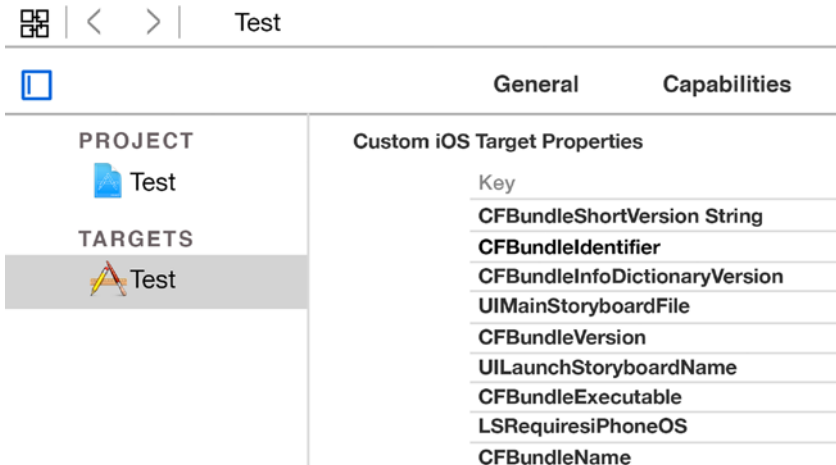 Test
General Capabilities
PROJECT
Test
TARGETS
Test
Custom iOS Target Properties
Key
CFBundleShortVersion String
CFBundleIdentifier
CFBundleInfoDictionaryVersion
UIMainStoryboardFile
CFBundleVersion
UILaunchStoryboardName
CFBundleExecutable
LSRequiresiPhoneOS
CFBundleName